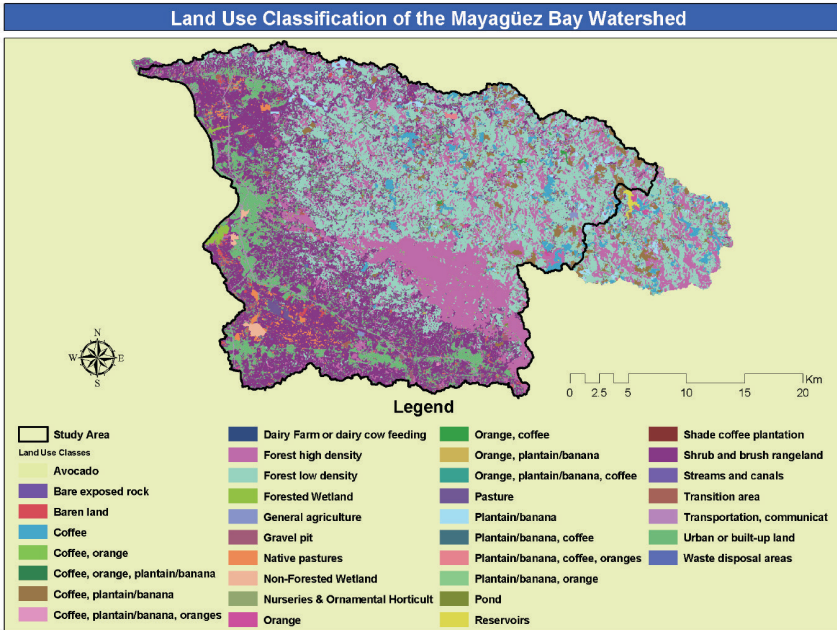 Land Use Classification of the Mayagüez Bay Watershed
N
W E
S
Km
0 2.5 5 10 15 20
Legend
Study Area
Land Use Classes
Avocado
Bare exposed rock
Baren land
Coffee
Coffee, orange
Coffee, orange, plantain/banana
Coffee, plantain/banana
Coffee, plantain/banana, oranges
Dairy Farm or dairy cow feeding
Forest high density
Forest low density
Forested Wetland
General agriculture
Gravel pit
Native pastures
Non-Forested Wetland
Nurseries & Ornamental Horticult
Orange
Orange, coffee
Orange, plantain/banana
Orange, plantain/banana, coffee
Pasture
Plantain/banana
Plantain/banana, coffee
Plantain/banana, coffee, oranges
Plantain/banana, orange
Pond
Reservoirs
Shade coffee plantation
Shrub and brush rangeland
Streams and canals
Transition area
Transportation, communicat
Urban or built-up land
Waste disposal areas